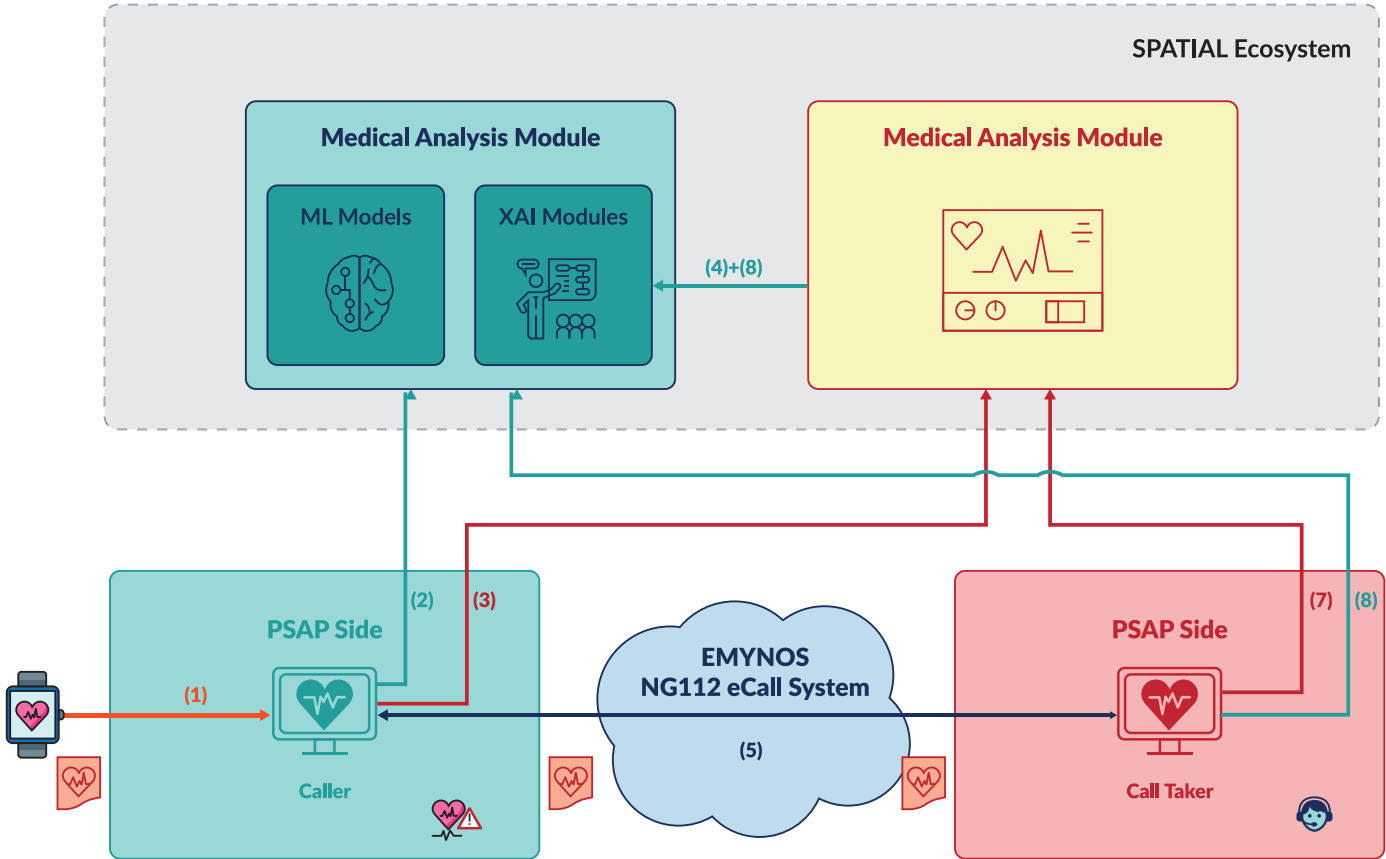 SPATIAL Ecosystem
Medical Analysis Module
ML Models
XAI Modules
(4)+(8)
Medical Analysis Module
(2)
(3)
PSAP Side
(1)
Caller
EMYNOS
NG112 eCall System
(5)
(7)
(8)
PSAP Side
Call Taker